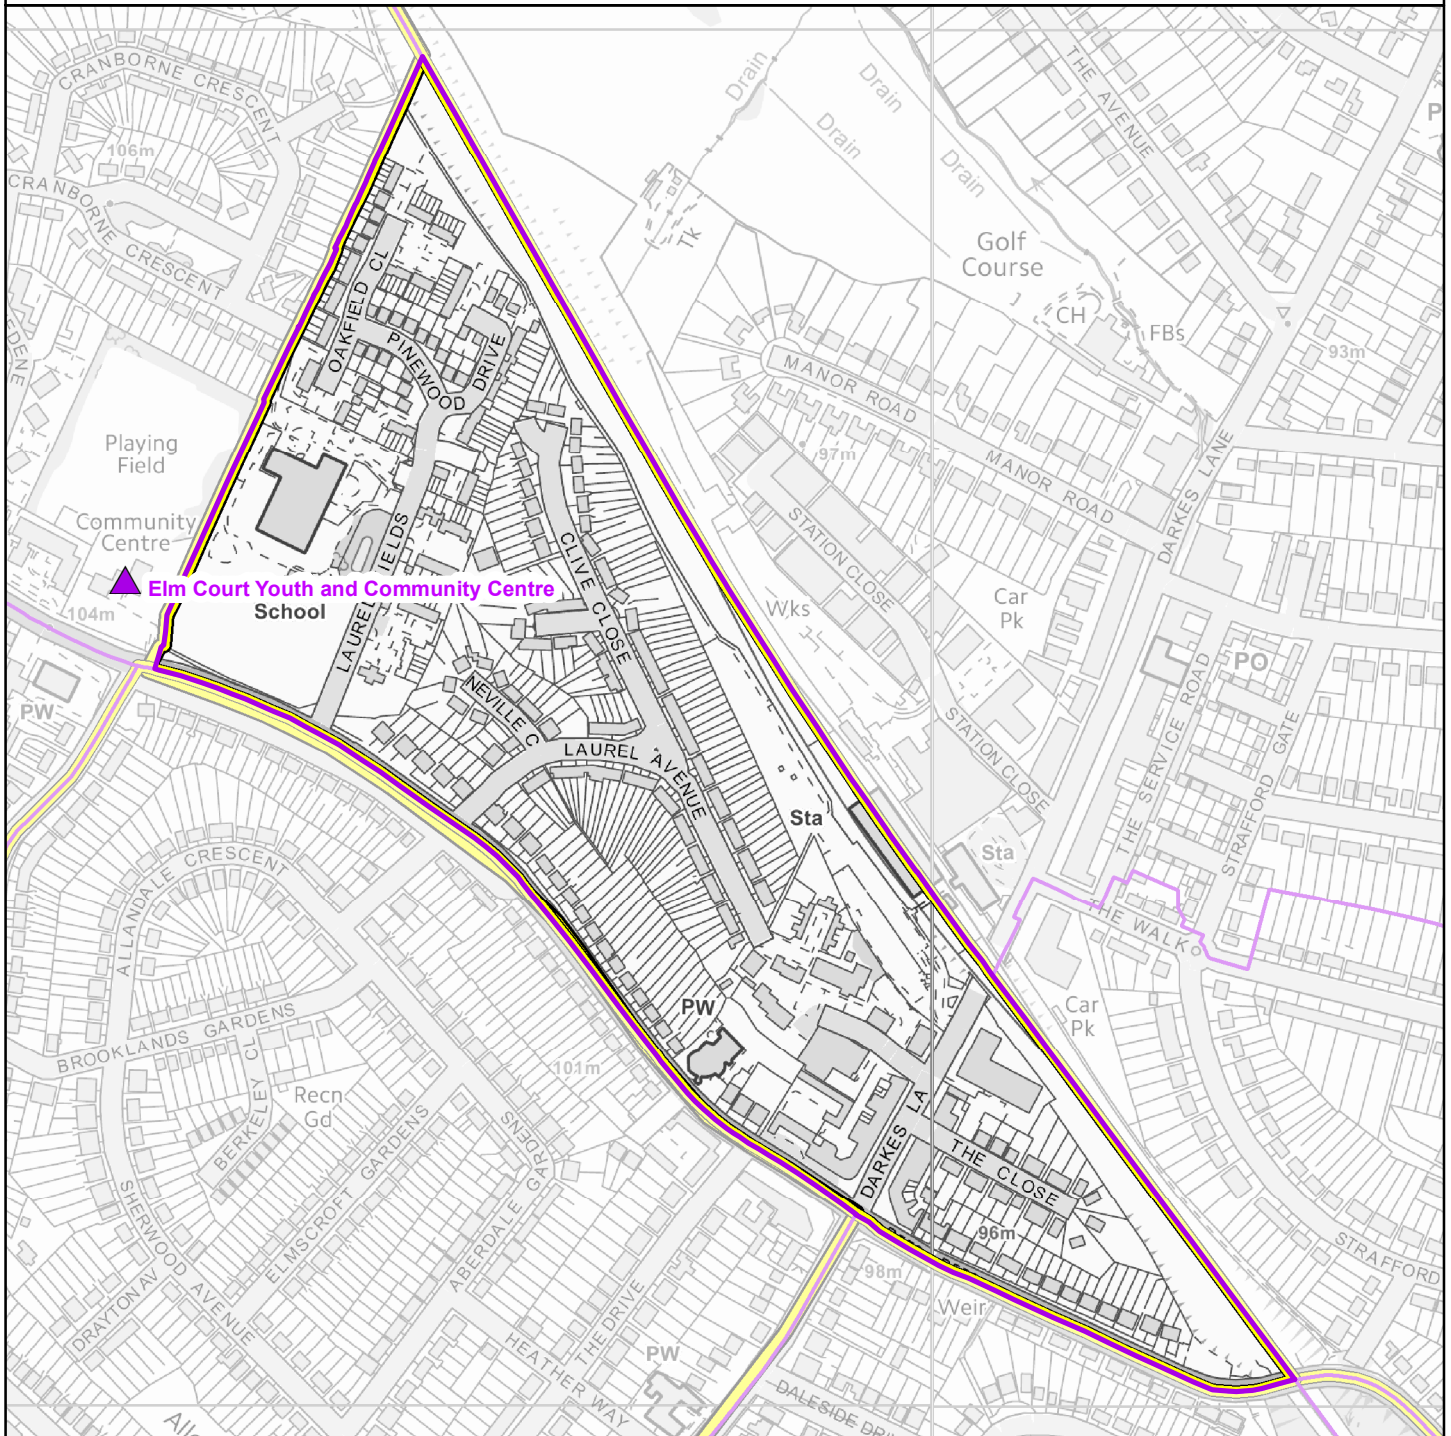 CRANBORNE CRESCENT
106m
CRANBORNE CRESCENT
Drain
Drain
Drain
Drain
THE AVENUE
Tk
Golf
Course
CH
FBs
93m
MANOR ROAD
MANOR ROAD
97m
DARKES LANE
OAKFIELD CL
PINEWOOD
DRIVE
EDENE
Playing
Field
Community
Centre
Elm Court Youth and Community Centre
School
104m
PW
LAUREL
IELDS
CLIVE CLOSE
NEVILLE C
LAUREL AVENUE
STATION CLOSE
Wks
Car
Pk
PO
THE SERVICE ROAD
STRAFFORD GATE
STATION CLOSE
Sta
Sta
THE WALK
ALLANDALE CRESCENT
BROOKLANDS GARDENS
BERKELEY CL
Recn
Gd
101m
PW
Car
Pk
DARKES LA
THE CLOSE
96m
98m
Weir
STRAFFORD
SHERWOOD AVENUE
ELMSCROFT GARDENS
ABERDALE GARDENS
DRAYTON AV
THE DRIVE
HEATHER WAY
PW
DALESIDE DRI
Allo